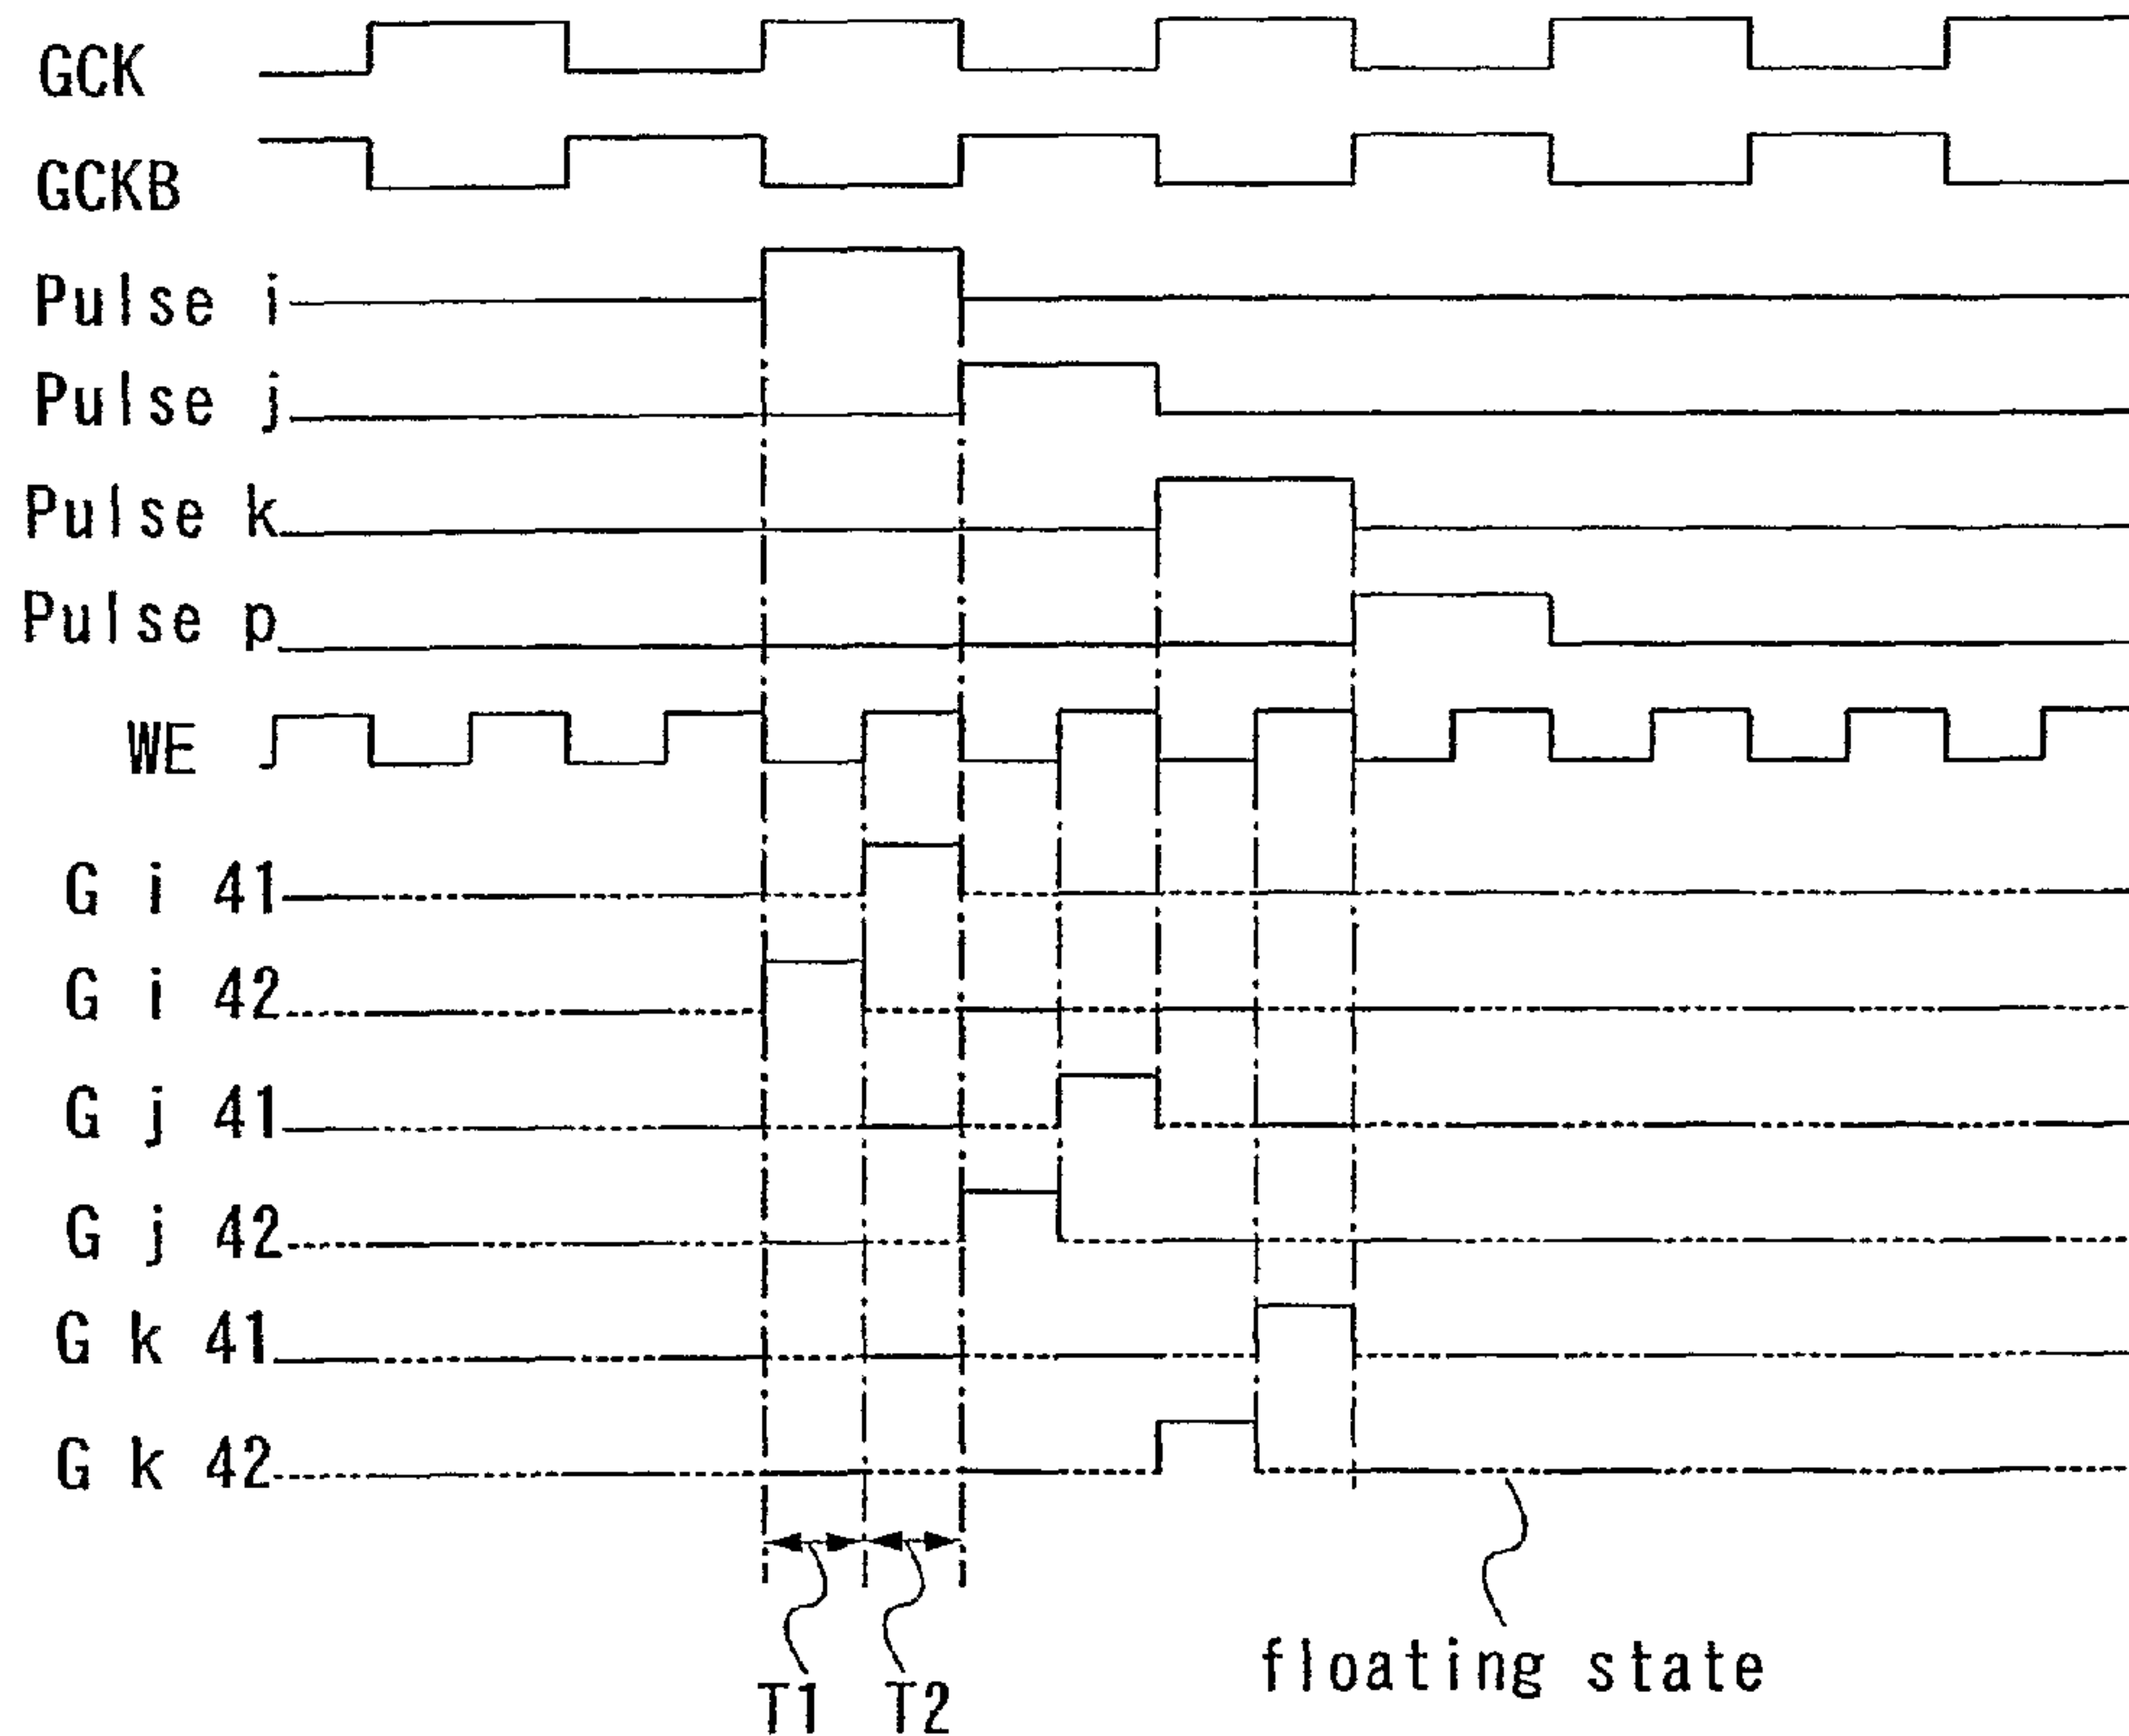 GCK
GCKB
Pulse i
Pulse j
Pulse k
Pulse p
WE
G i 41
G i 42
G j 41
G j 42
G k 41
G k 42
T1 T2
floating state